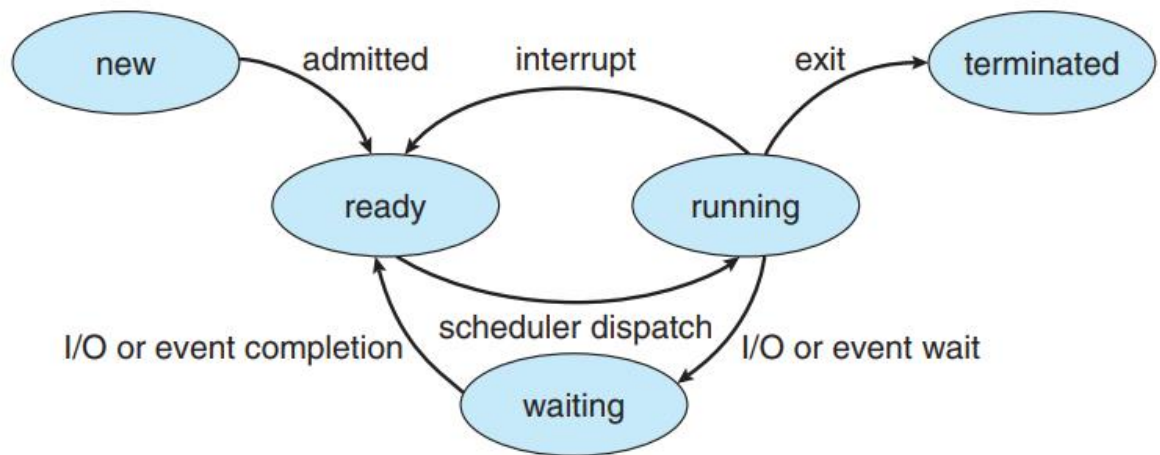 new
admitted
interrupt
exit
terminated
ready
running
I/O or event completion
scheduler dispatch
I/O or event wait
waiting